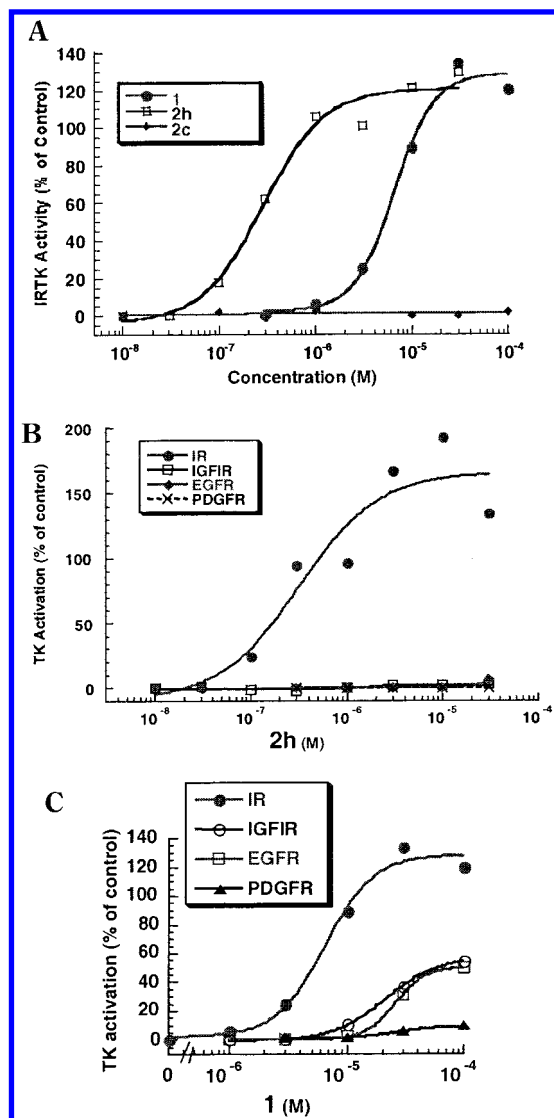 A
140
120
100
80
60
40
20
0
1
2h
2c
IRTK Activity (% of Control)
10⁻⁸ 10⁻⁷ 10⁻⁶ 10⁻⁵ 10⁻⁴
Concentration (M)
B
200
150
100
50
0
IR
IGFIR
EGFR
PDGFR
TK Activation (% of control)
10⁻⁸ 10⁻⁷ 10⁻⁶ 10⁻⁵ 10⁻⁴
2h (M)
C
IR
IGFIR
EGFR
PDGFR
140
120
100
80
60
40
20
0
TK activation (% of control)
0 10⁻⁶ 10⁻⁵ 10⁻⁴
1 (M)